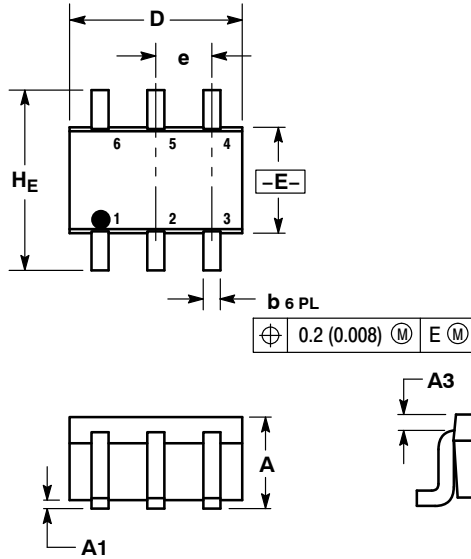 D
e
6 5 4
HE
–E–
1 2 3
b 6 PL
⌖ 0.2 (0.008) Ⓜ E Ⓜ
A3
A
A1